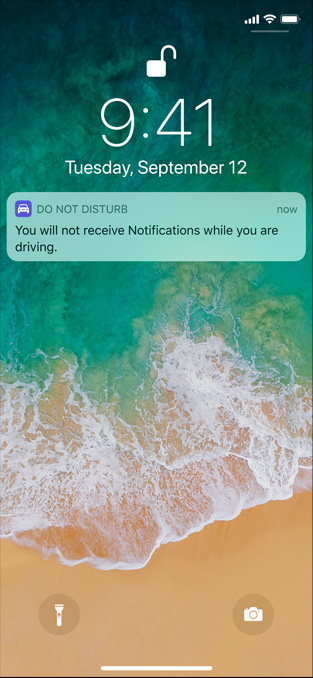 9:41
Tuesday, September 12
DO NOT DISTURB now
You will not receive Notifications while you are
driving.